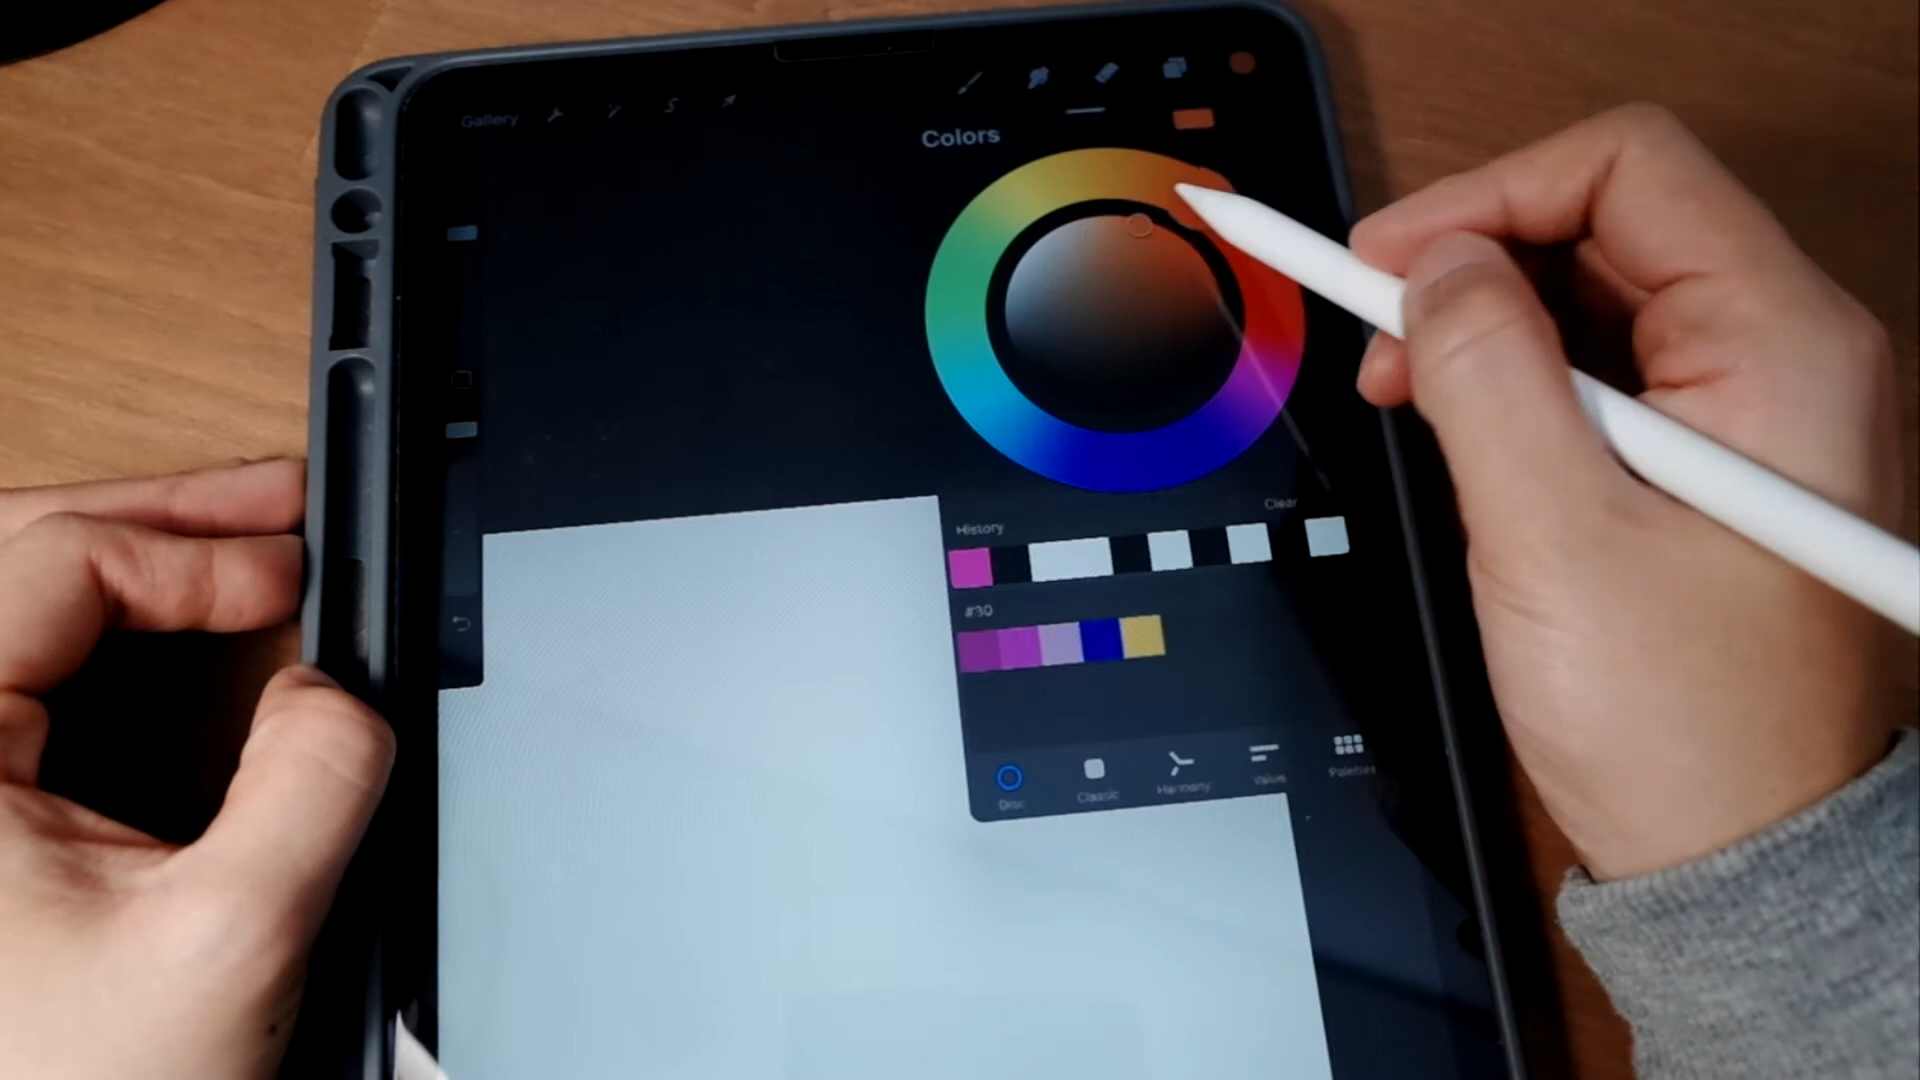 Gallery
Colors
Clear
History
#30
Disc
Classic
Harmony
Value
Palettes